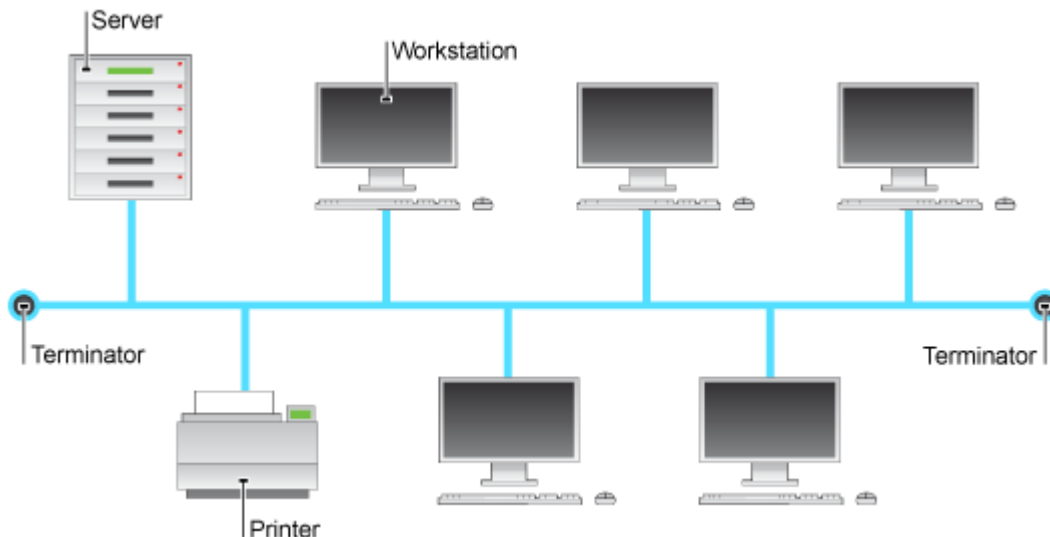 Server
Workstation
Terminator
Terminator
Printer